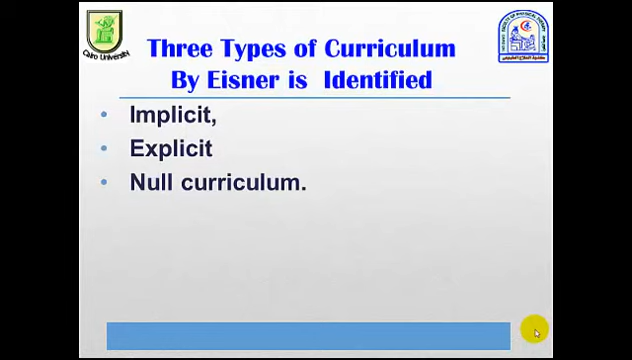 Three Types of Curriculum
By Eisner is Identified
Cairo University
• Implicit,
• Explicit
• Null curriculum.